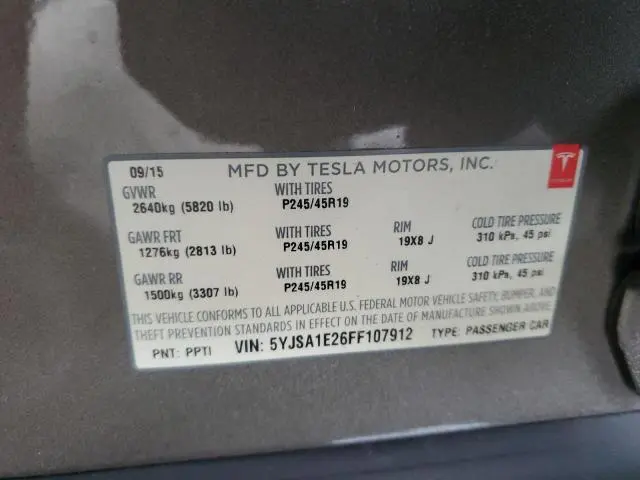 09/15 MFD BY TESLA MOTORS, INC.
GVWR WITH TIRES
2640kg (5820 lb) P245/45R19
GAWR FRT WITH TIRES RIM COLD TIRE PRESSURE
1276kg (2813 lb) P245/45R19 19X8 J 310 kPs, 45 psi
GAWR RR WITH TIRES RIM COLD TIRE PRESSURE
1500kg (3307 lb) P245/45R19 19X8 J 310 kPs, 45 psi
THIS VEHICLE CONFORMS TO ALL APPLICABLE U.S. FEDERAL MOTOR VEHICLE SAFETY, BUMPER, AND
THEFT PREVENTION STANDARDS IN EFFECT ON THE DATE OF MANUFACTURE SHOWN ABOVE
PNT: PPTI VIN: 5YJSA1E26FF107912 TYPE: PASSENGER CAR